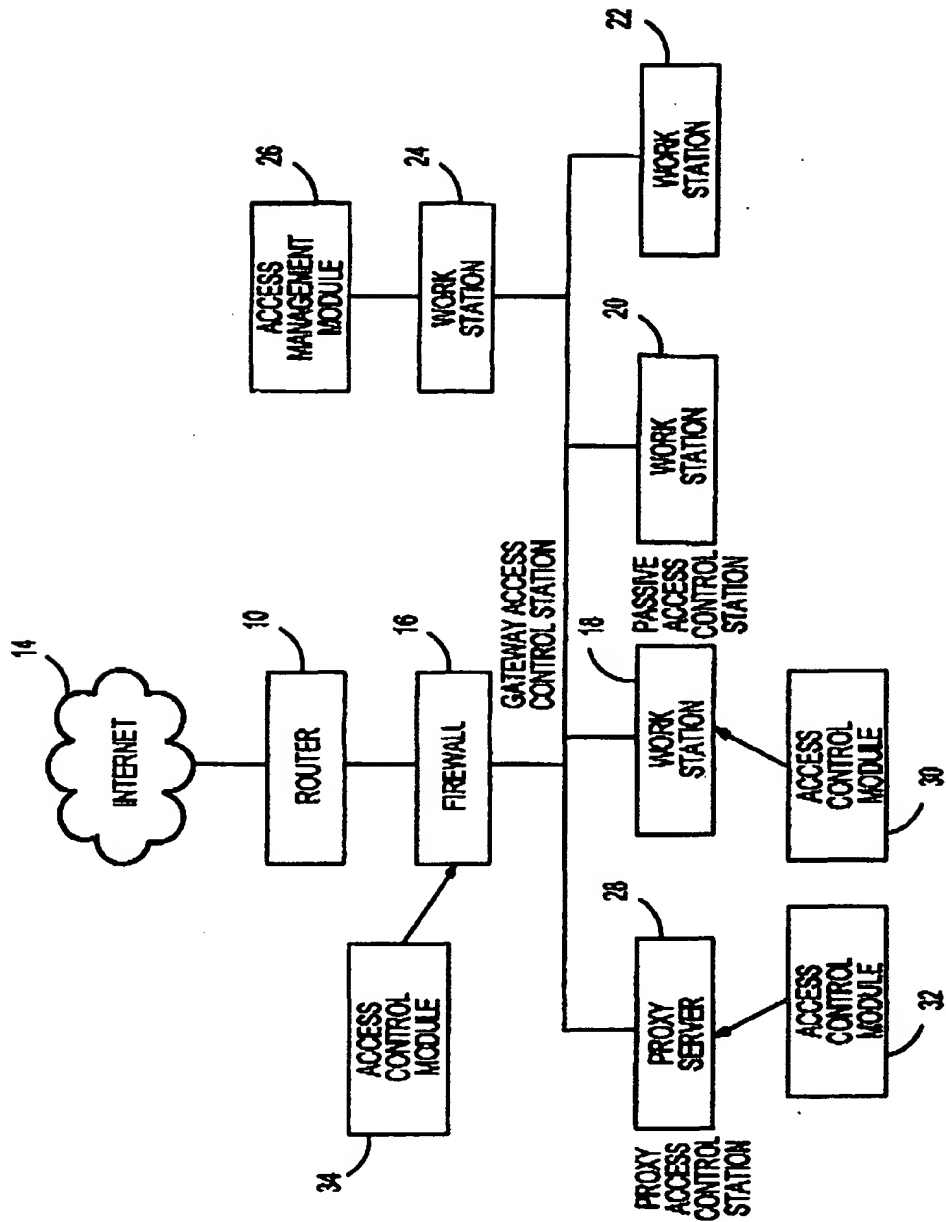 14
INTERNET
10
ROUTER
16
FIREWALL
34
ACCESS
CONTROL
MODULE
26
ACCESS
MANAGEMENT
MODULE
24
WORK
STATION
GATEWAY ACCESS
CONTROL STATION
28
PROXY
SERVER
PROXY
ACCESS
CONTROL
STATION
32
ACCESS
CONTROL
MODULE
18
WORK
STATION
PASSIVE
ACCESS
CONTROL
STATION
30
ACCESS
CONTROL
MODULE
20
WORK
STATION
22
WORK
STATION